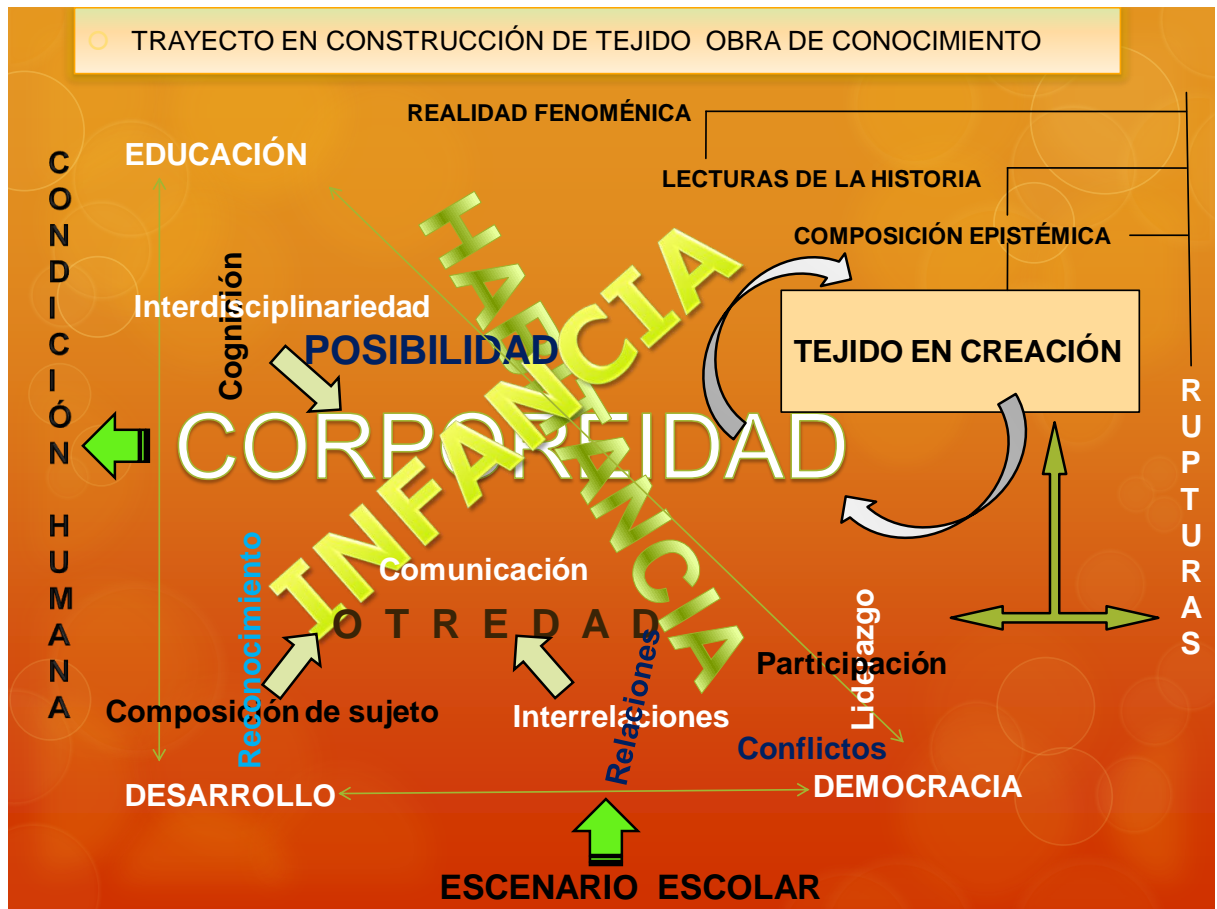 TRAYECTO EN CONSTRUCCIÓN DE TEJIDO OBRA DE CONOCIMIENTO
REALIDAD FENOMÉNICA
EDUCACIÓN
LECTURAS DE LA HISTORIA
COMPOSICIÓN EPISTÉMICA
CONDICIÓN HUMANA
HABITANCIA
INFANCIA
Cognisión
Interdisciplinariedad
POSIBILIDAD
TEJIDO EN CREACIÓN
CORPOREIDAD
RUPTURAS
Reconocimiento
Comunicación
OTREDAD
Relaciones
Liderazgo
Participación
Composición de sujeto
Interrelaciones
Conflictos
DESARROLLO
DEMOCRACIA
ESCENARIO ESCOLAR